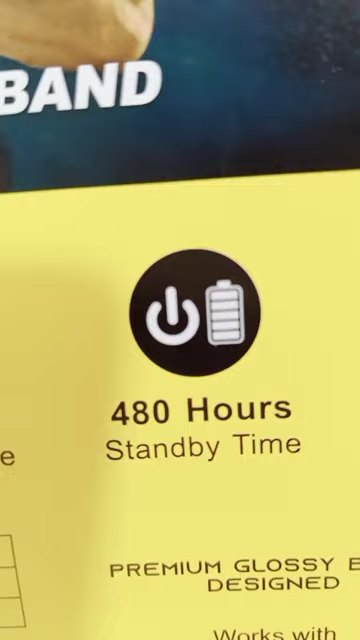 BAND
480 Hours
Standby Time
e
PREMIUM GLOSSY
DESIGNED
Works with